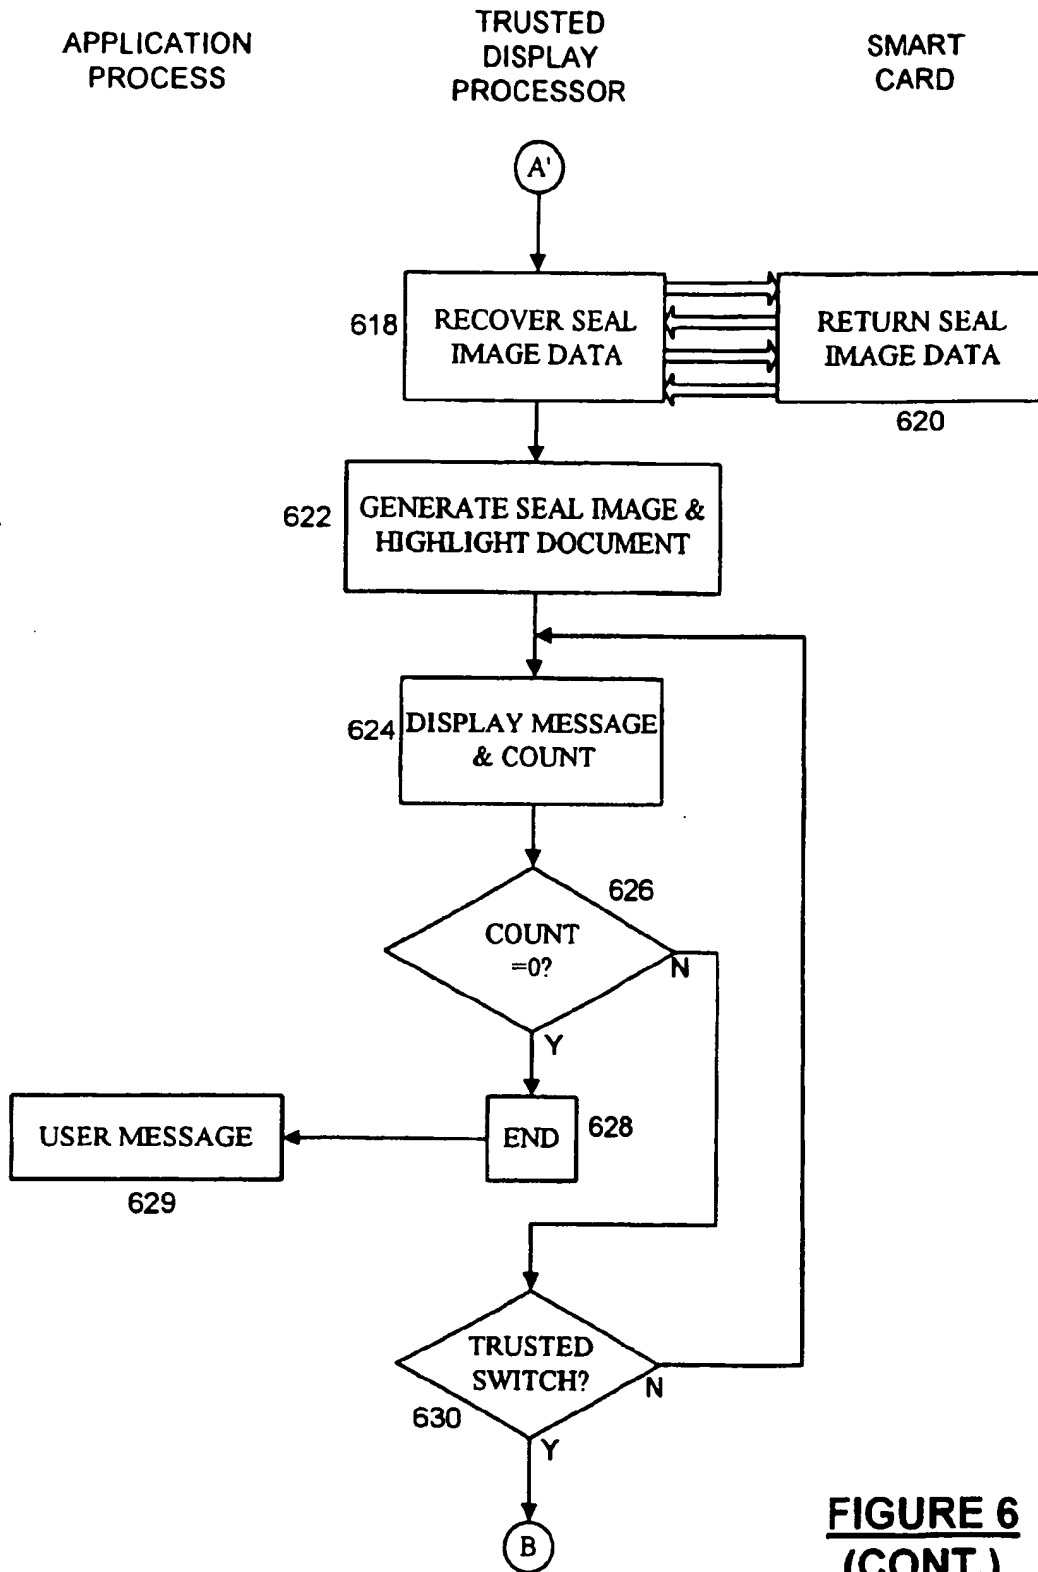 APPLICATION
PROCESS
TRUSTED
DISPLAY
PROCESSOR
SMART
CARD
A'
618
RECOVER SEAL
IMAGE DATA
RETURN SEAL
IMAGE DATA
620
622
GENERATE SEAL IMAGE &
HIGHLIGHT DOCUMENT
624
DISPLAY MESSAGE
& COUNT
626
COUNT
=0?
N
Y
USER MESSAGE
629
END
628
TRUSTED
SWITCH?
N
630
Y
B
FIGURE 6
(CONT.)